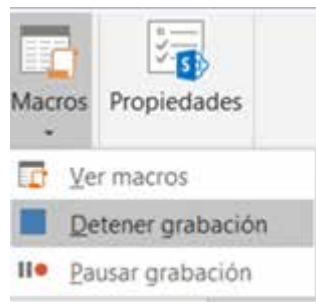 Macros Propiedades
Ver macros
Detener grabación
Pausar grabación